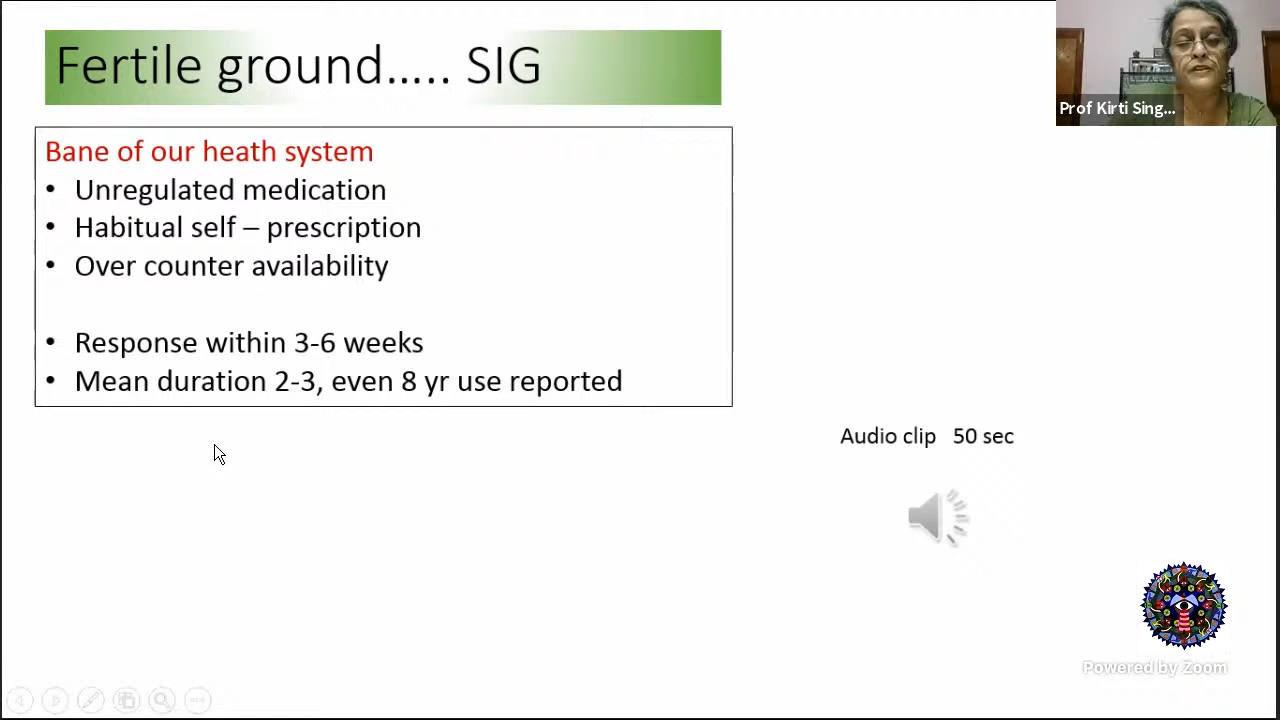 Fertile ground..... SIG
Prof Kirti Sing...
Bane of our heath system
• Unregulated medication
• Habitual self – prescription
• Over counter availability
• Response within 3-6 weeks
• Mean duration 2-3, even 8 yr use reported
Audio clip 50 sec
Powered by Zoom